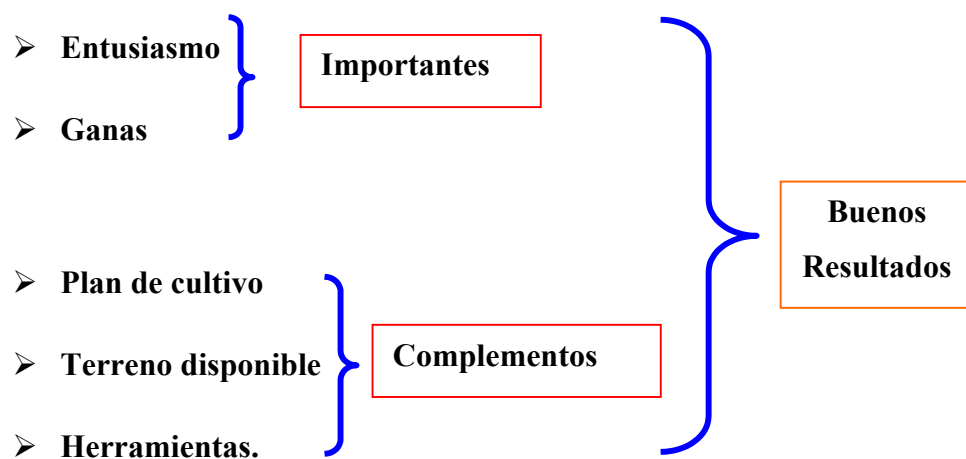 ➢ Entusiasmo
➢ Ganas
Importantes
➢ Plan de cultivo
➢ Terreno disponible
➢ Herramientas.
Complementos
Buenos
Resultados